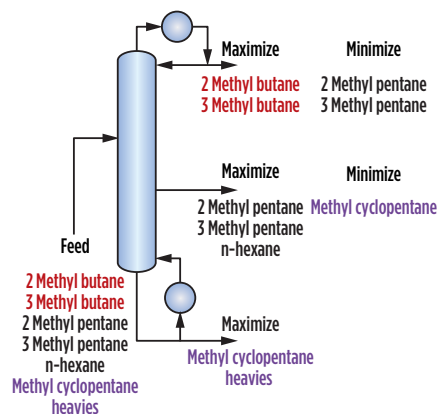 Maximize Minimize
2 Methyl butane 2 Methyl pentane
3 Methyl butane 3 Methyl pentane
Maximize Minimize
2 Methyl pentane Methyl cyclopentane
3 Methyl pentane
n-hexane
Feed
2 Methyl butane
3 Methyl butane
2 Methyl pentane
3 Methyl pentane
n-hexane
Methyl cyclopentane
heavies
Maximize
Methyl cyclopentane
heavies